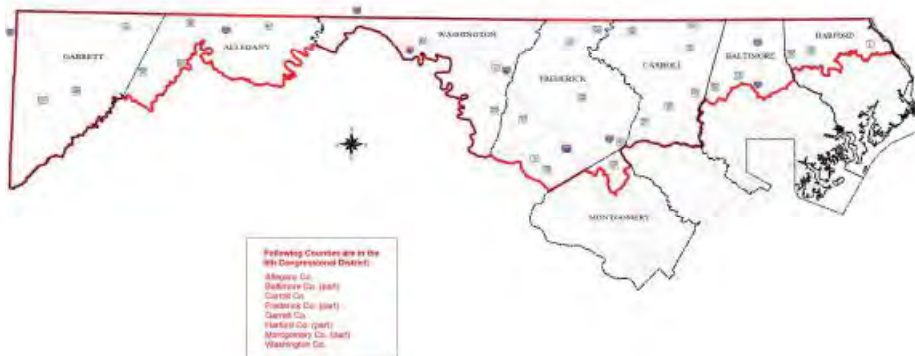 GARRETT
ALLEGANY
WASHINGTON
FREDERICK
CARROLL
BALTIMORE
HARFORD
MONTGOMERY
Following Counties are in the
6th Congressional District:
Allegany Co.
Baltimore Co. (part)
Carroll Co.
Frederick Co. (part)
Garrett Co.
Harford Co. (part)
Montgomery Co. (part)
Washington Co.